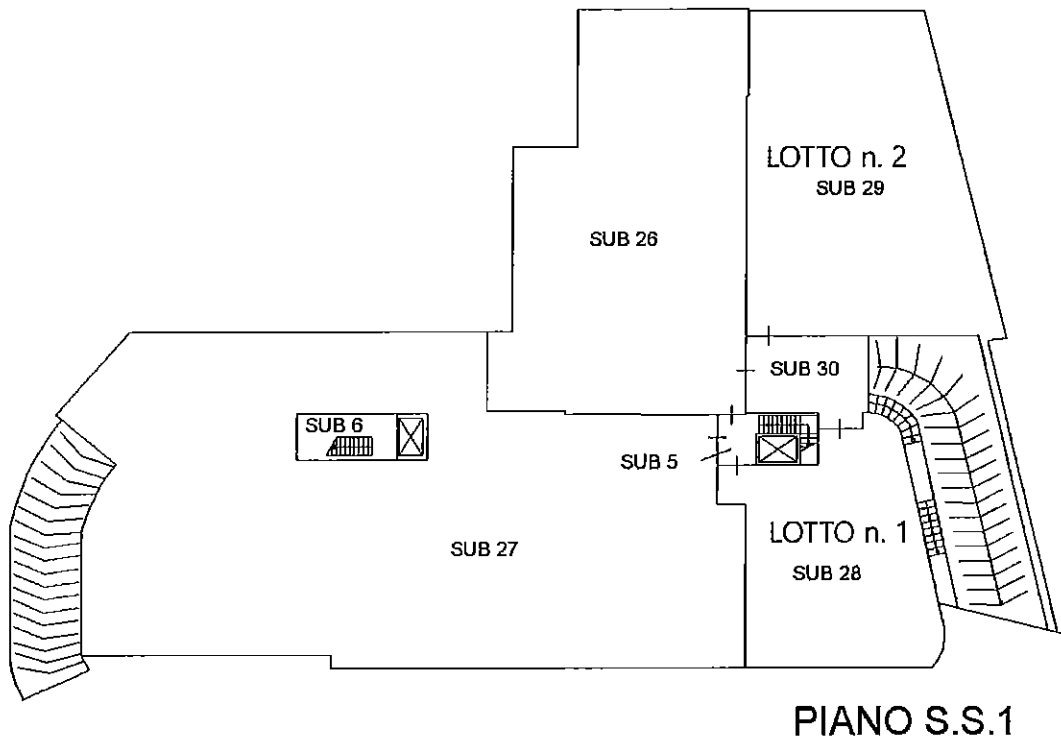 LOTTO n. 2
SUB 29
SUB 26
SUB 30
SUB 6
SUB 5
LOTTO n. 1
SUB 27
SUB 28
PIANO S.S.1